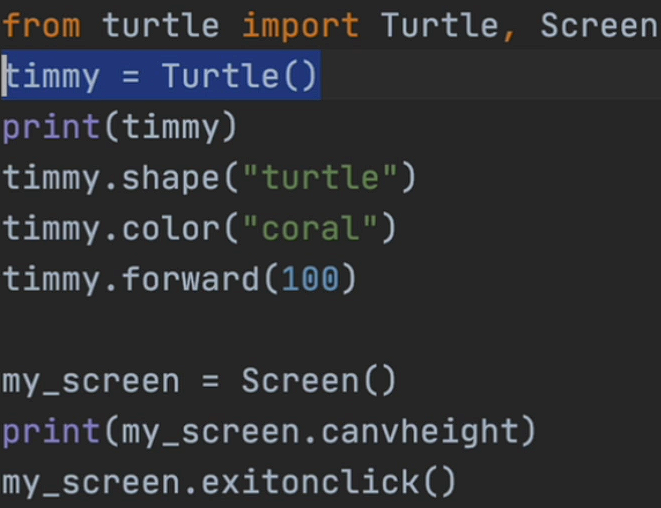 from turtle import Turtle, Screen
timmy = Turtle()
print(timmy)
timmy.shape("turtle")
timmy.color("coral")
timmy.forward(100)
my_screen = Screen()
print(my_screen.canvheight)
my_screen.exitonclick()